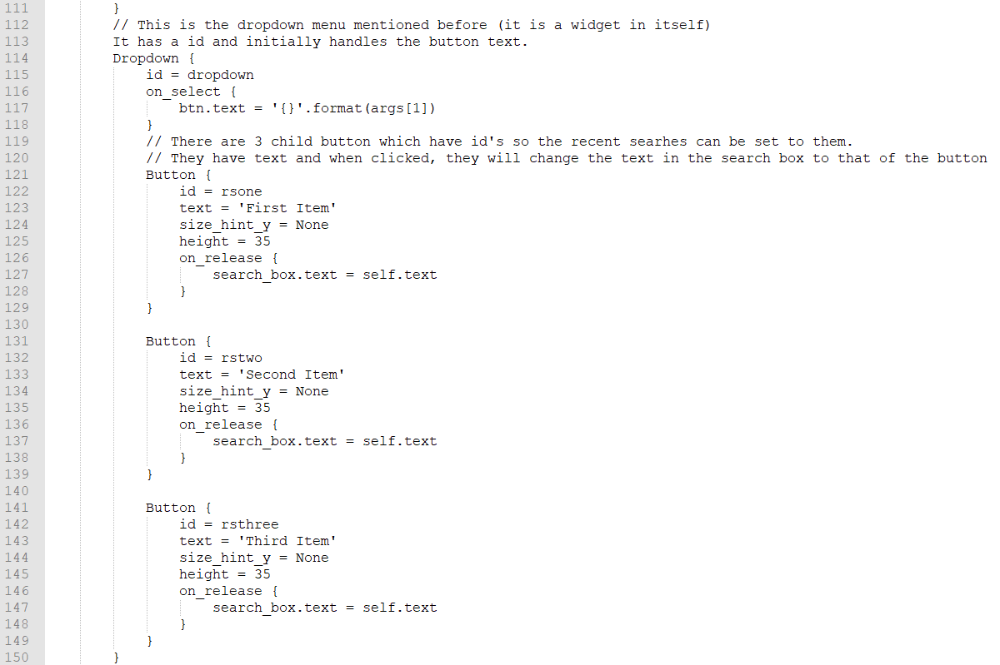 111 }
112 // This is the dropdown menu mentioned before (it is a widget in itself)
113 It has a id and initially handles the button text.
114 Dropdown {
115 id = dropdown
116 on_select {
117 btn.text = '{}'.format(args[1])
118 }
119 // There are 3 child button which have id's so the recent searhes can be set to them.
120 // They have text and when clicked, they will change the text in the search box to that of the button
121 Button {
122 id = rsone
123 text = 'First Item'
124 size_hint_y = None
125 height = 35
126 on_release {
127 search_box.text = self.text
128 }
129 }
130
131 Button {
132 id = rstwo
133 text = 'Second Item'
134 size_hint_y = None
135 height = 35
136 on_release {
137 search_box.text = self.text
138 }
139 }
140
141 Button {
142 id = rsthree
143 text = 'Third Item'
144 size_hint_y = None
145 height = 35
146 on_release {
147 search_box.text = self.text
148 }
149 }
150 }